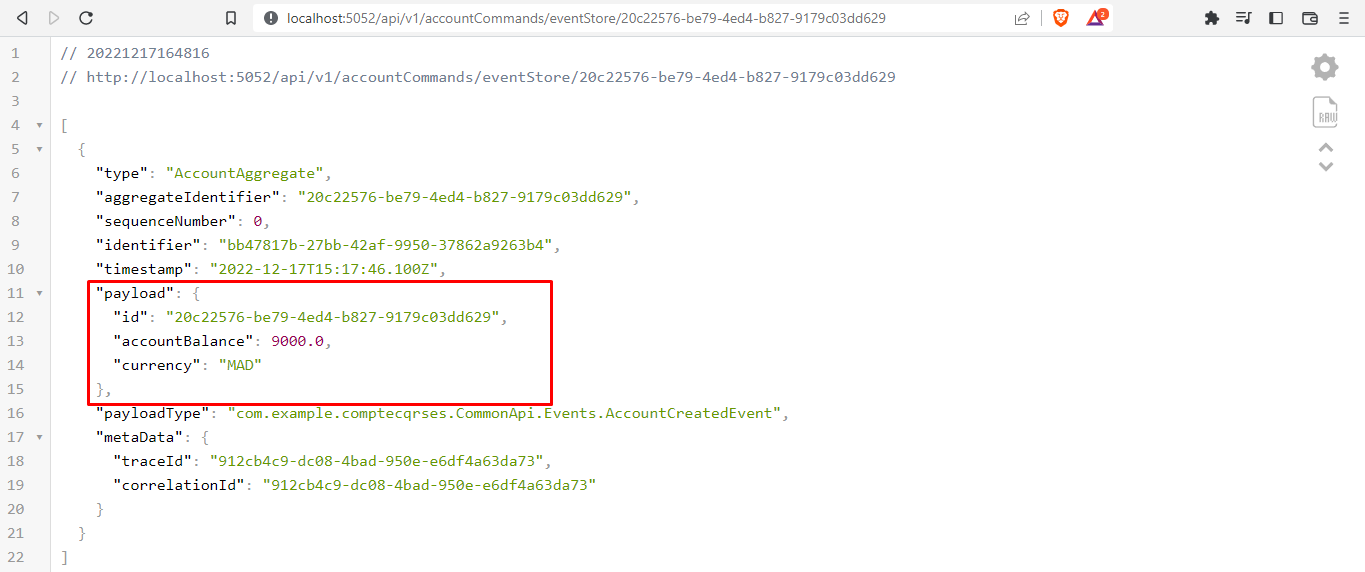 localhost:5052/api/v1/accountCommands/eventStore/20c22576-be79-4ed4-b827-9179c03dd629
2
1 // 20221217164816
2 // http://localhost:5052/api/v1/accountCommands/eventStore/20c22576-be79-4ed4-b827-9179c03dd629
3
4 [
5 {
6 "type": "AccountAggregate",
7 "aggregateIdentifier": "20c22576-be79-4ed4-b827-9179c03dd629",
8 "sequenceNumber": 0,
9 "identifier": "bb47817b-27bb-42af-9950-37862a9263b4",
10 "timestamp": "2022-12-17T15:17:46.100Z",
11 "payload": {
12 "id": "20c22576-be79-4ed4-b827-9179c03dd629",
13 "accountBalance": 9000.0,
14 "currency": "MAD"
15 },
16 "payloadType": "com.example.comptecqrses.CommonApi.Events.AccountCreatedEvent",
17 "metaData": {
18 "traceId": "912cb4c9-dc08-4bad-950e-e6df4a63da73",
19 "correlationId": "912cb4c9-dc08-4bad-950e-e6df4a63da73"
20 }
21 }
22 ]
RAW